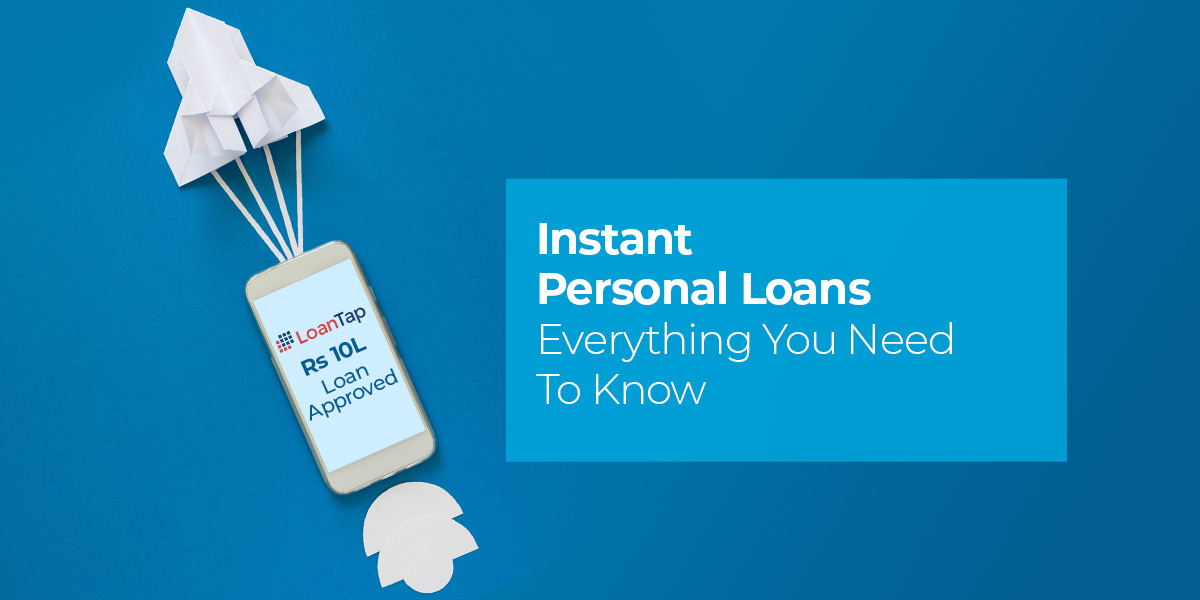 LoanTap
Rs 10L
Loan
Approved
Instant
Personal Loans
Everything You Need
To Know